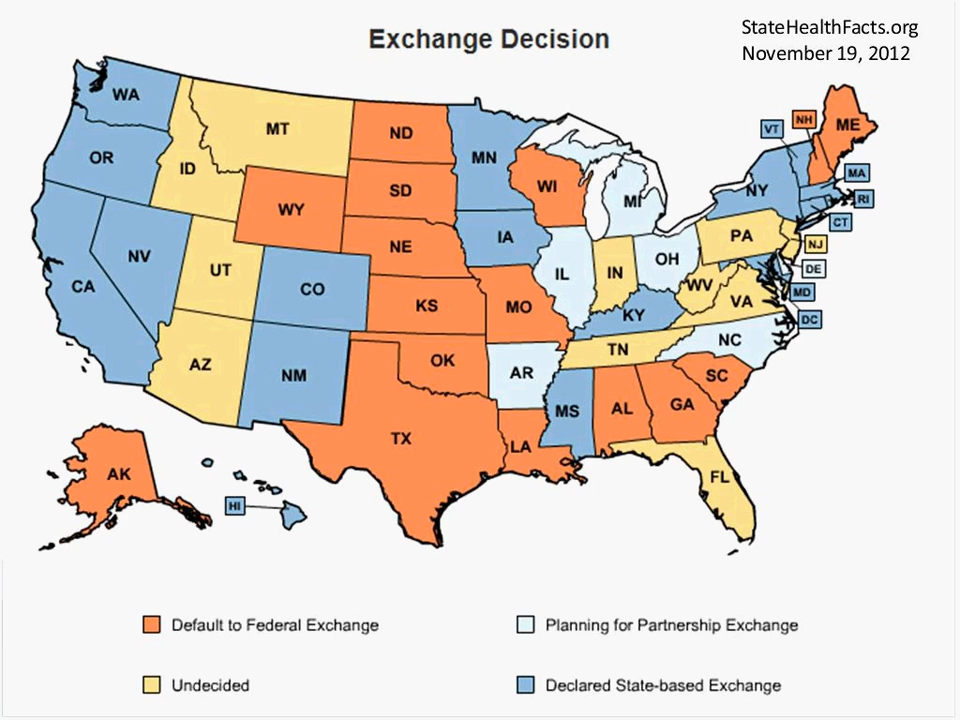 Exchange Decision
StateHealthFacts.org
November 19, 2012
WA
OR
CA
NV
ID
MT
WY
UT
AZ
CO
NM
ND
SD
NE
KS
OK
TX
MN
IA
MO
AR
LA
WI
IL
MI
IN
OH
KY
TN
MS
AL
GA
SC
NC
FL
WV
VA
PA
NY
VT
NH
ME
MA
RI
CT
NJ
DE
MD
DC
AK
HI
Default to Federal Exchange
Planning for Partnership Exchange
Undecided
Declared State-based Exchange